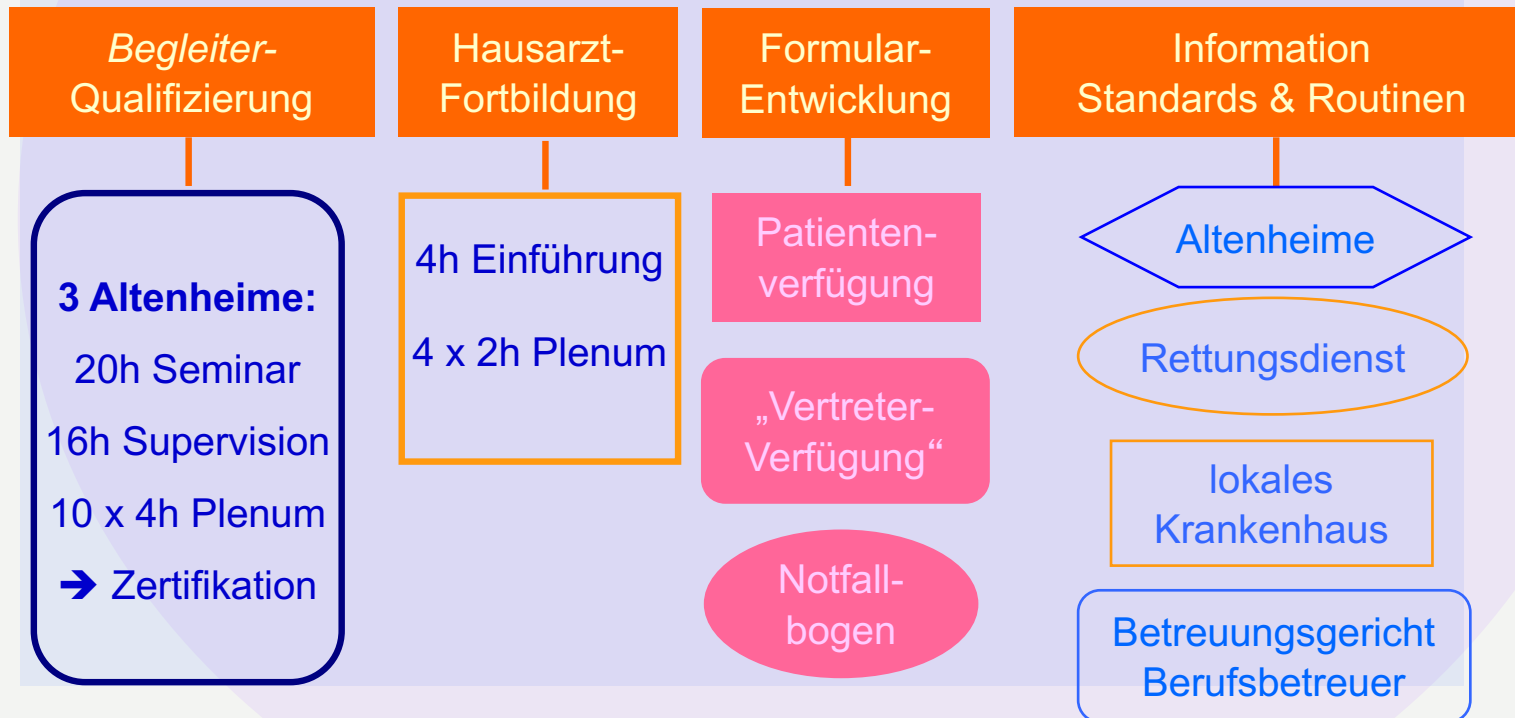 Begleiter-
Qualifizierung
3 Altenheime:
20h Seminar
16h Supervision
10 x 4h Plenum
➔ Zertifikation
Hausarzt-
Fortbildung
4h Einführung
4 x 2h Plenum
Formular-
Entwicklung
Patienten-
verfügung
„Vertreter-
Verfügung“
Notfall-
bogen
Information
Standards & Routinen
Altenheime
Rettungsdienst
lokales
Krankenhaus
Betreuungsgericht
Berufsbetreuer